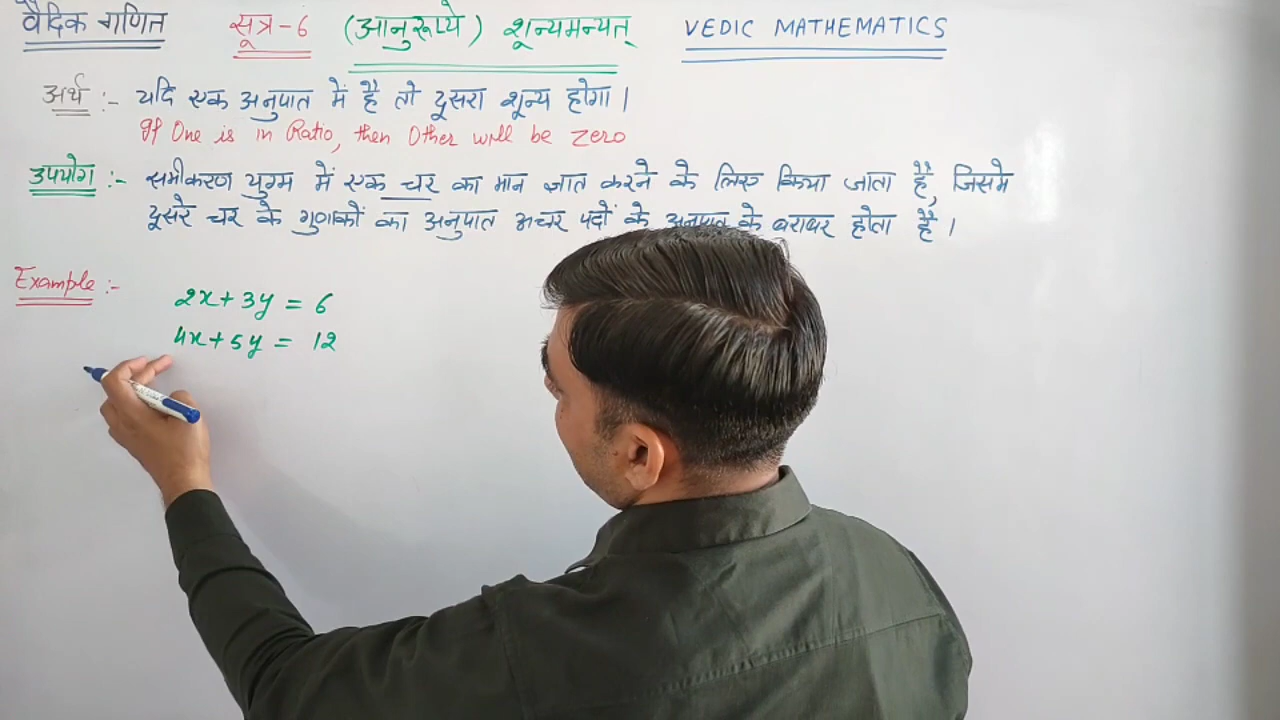 वैदिक गणित सूत्र-6 (आनुरूप्ये) शून्यमन्यत् VEDIC MATHEMATICS
अर्थ :- यदि एक अनुपात में है तो दूसरा शून्य होगा।
If One is in Ratio, then Other will be zero
उपयोग :- समीकरण युग्म में एक चर का मान ज्ञात करने के लिए किया जाता है, जिसमे
दूसरे चर के गुणाकों का अनुपात अचर पदों के अनुपात के बराबर होता है।
Example :-
2x+3y = 6
4x+5y = 12